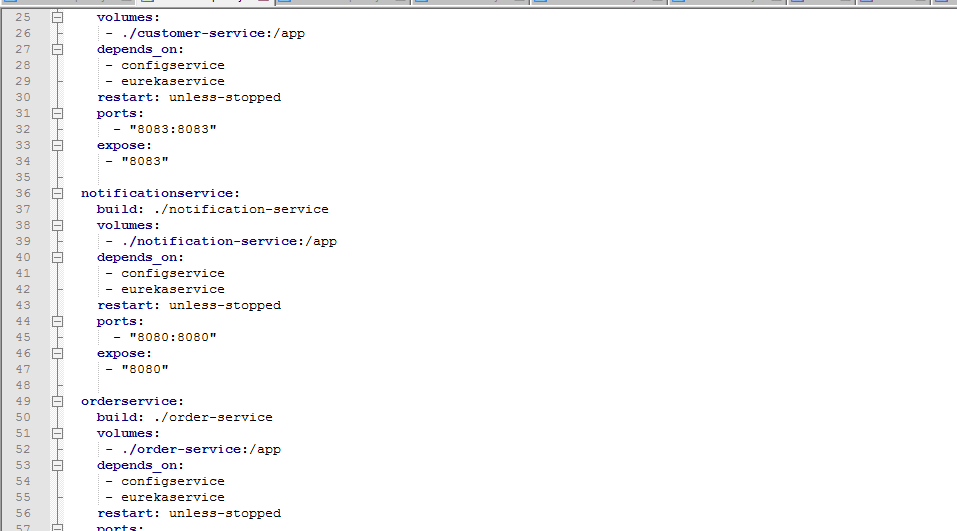 25 volumes:
26 - ./customer-service:/app
27 depends_on:
28 - configservice
29 - eurekaservice
30 restart: unless-stopped
31 ports:
32 - "8083:8083"
33 expose:
34 - "8083"
35
36 notificationservice:
37 build: ./notification-service
38 volumes:
39 - ./notification-service:/app
40 depends_on:
41 - configservice
42 - eurekaservice
43 restart: unless-stopped
44 ports:
45 - "8080:8080"
46 expose:
47 - "8080"
48
49 orderservice:
50 build: ./order-service
51 volumes:
52 - ./order-service:/app
53 depends_on:
54 - configservice
55 - eurekaservice
56 restart: unless-stopped
57 ports: